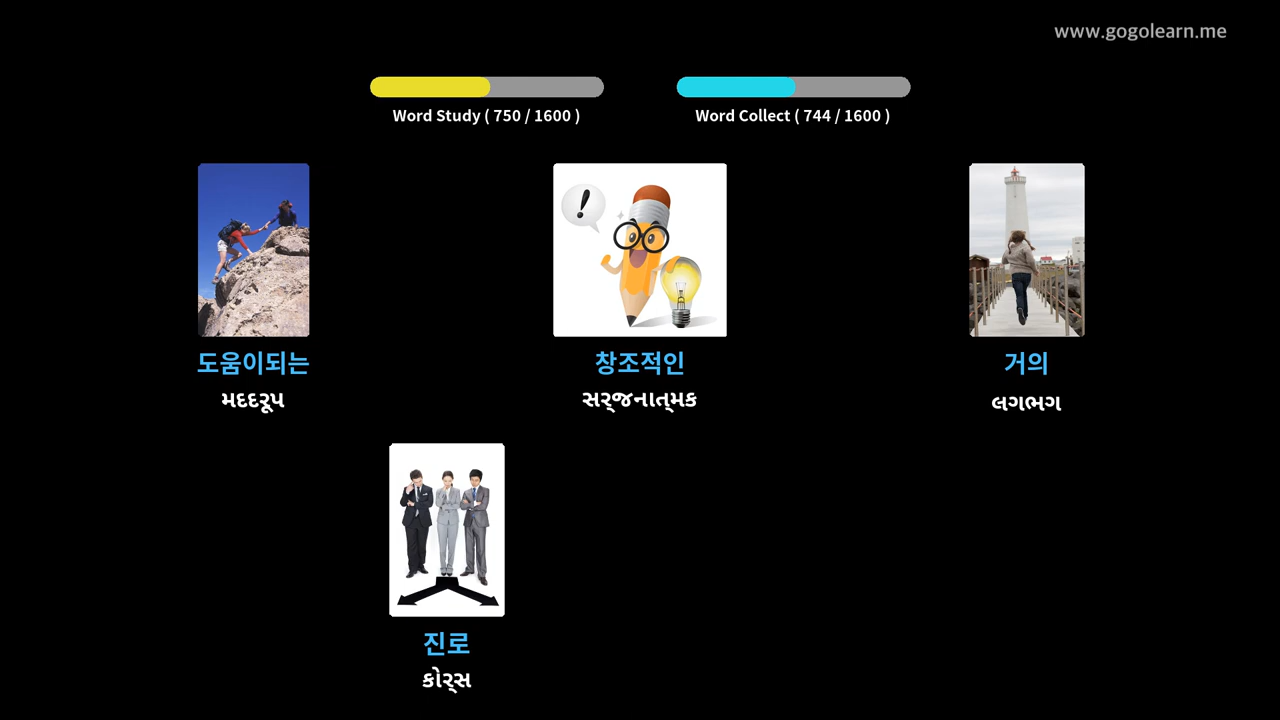 www.gogolearn.me
Word Study ( 750 / 1600 )
Word Collect ( 744 / 1600 )
!
도움이되는
창조적인
거의
મદદરૂપ
સર્જનાત્મક
લગભગ
진로
કોર્સ